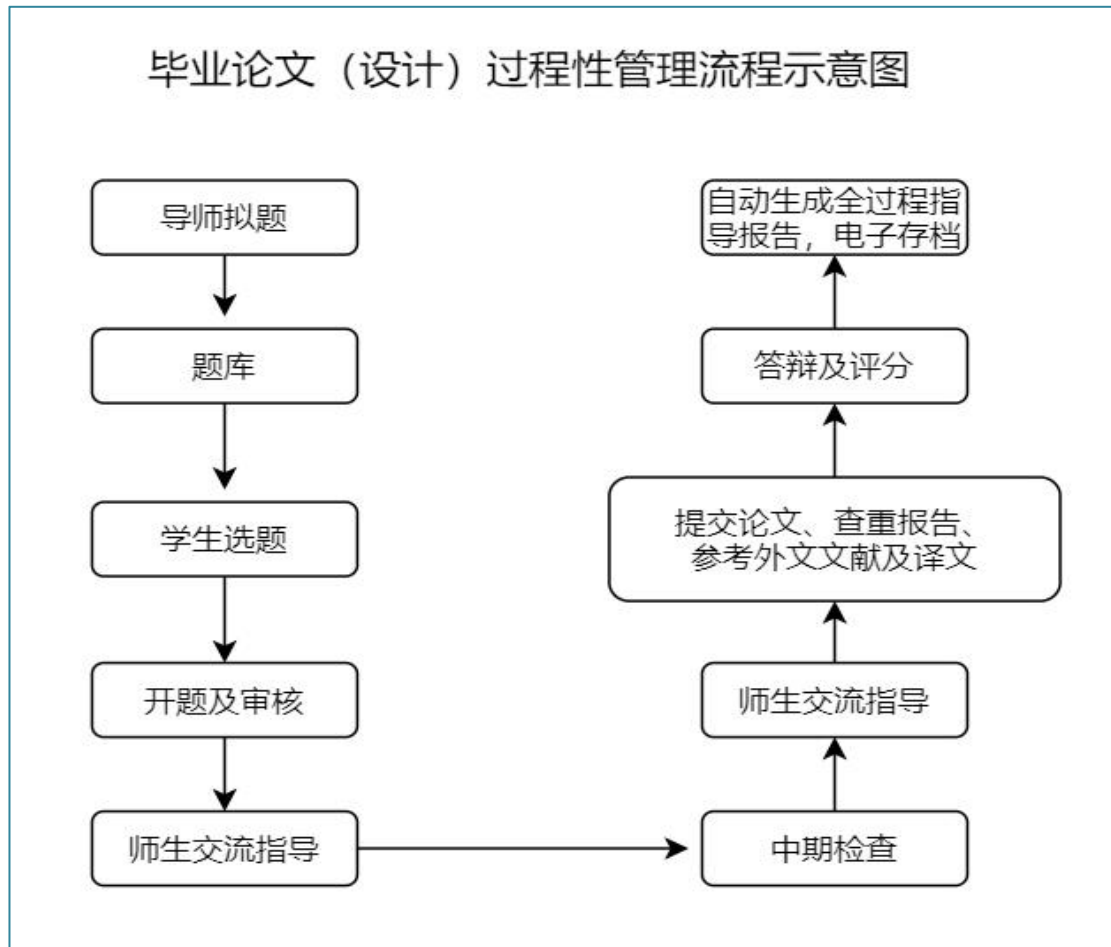 毕业论文（设计）过程性管理流程示意图
导师拟题
题库
学生选题
开题及审核
师生交流指导
中期检查
师生交流指导
提交论文、查重报告、
参考外文文献及译文
答辩及评分
自动生成全过程指
导报告，电子存档